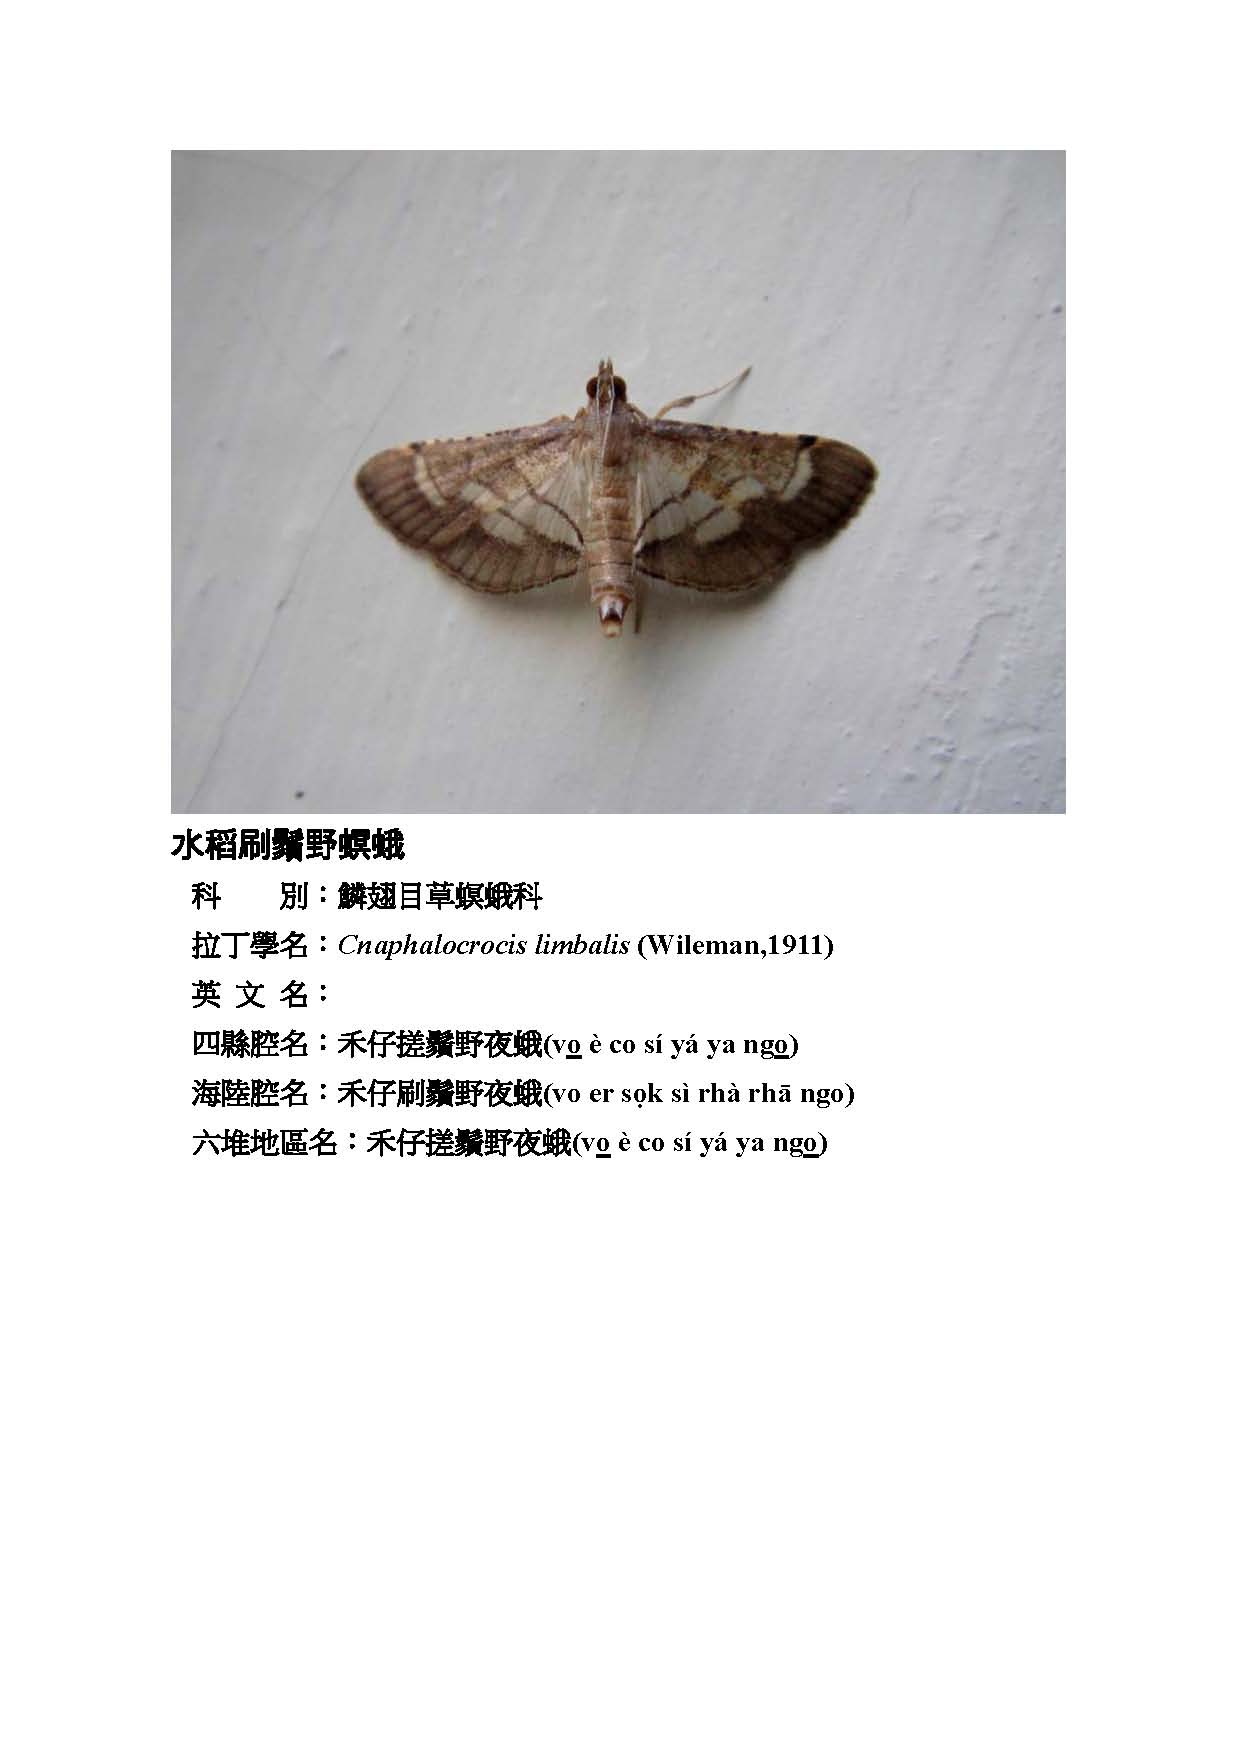 水稻刷鬚野螟蛾
科　　別：鱗翅目草螟蛾科
拉丁學名：Cnaphalocrocis limbalis (Wileman,1911)
英 文 名：
四縣腔名：禾仔搓鬚野夜蛾(vo è co sí yá ya ngo)
海陸腔名：禾仔刷鬚野夜蛾(vo er sọk sì rhà rhā ngo)
六堆地區名：禾仔搓鬚野夜蛾(vo è co sí yá ya ngo)